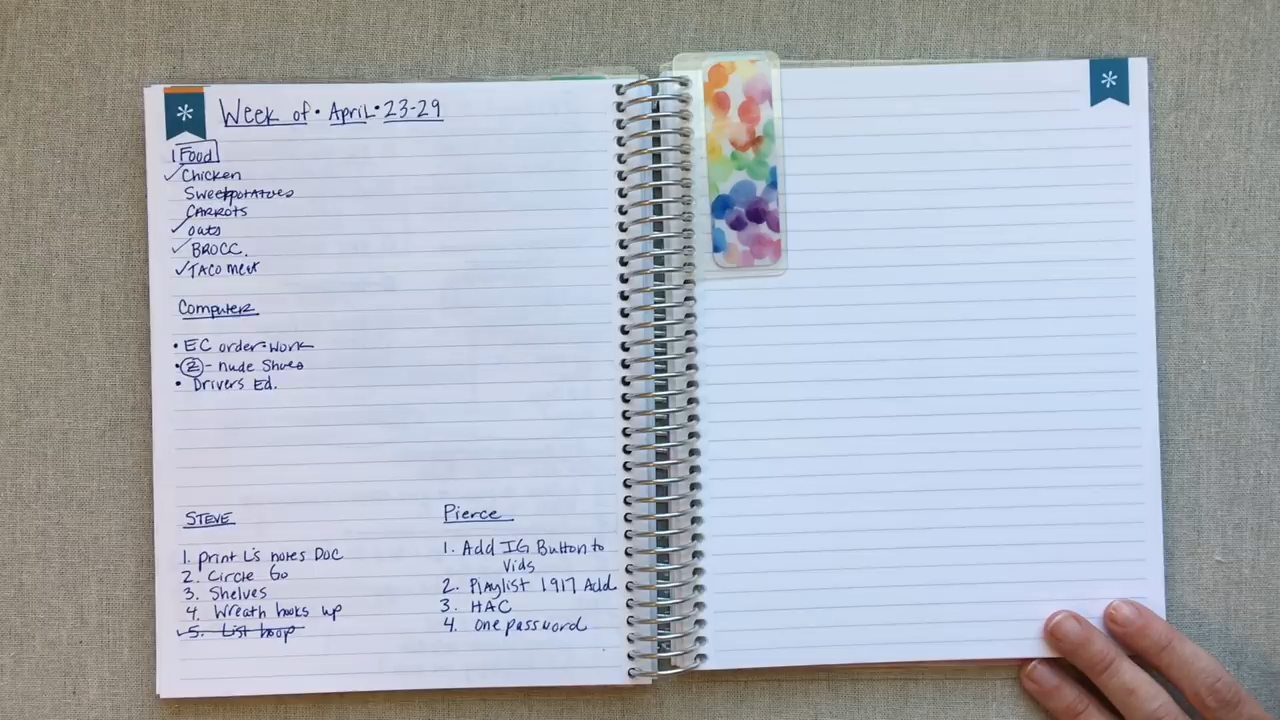 * Week of • April • 23-29 *
Food
✓ Chicken
Sweetpotatoes
CARROTS
✓ oats
✓ BROCC.
✓ TACO meat
Computer
• EC order - work
• 2 - nude Shoes
• Drivers Ed.
STEVE
1. print L's notes Doc
2. Circle Go
3. Shelves
4. Wreath hooks up
✓ 5. List hoop
Pierce
1. Add IG Button to
Vids
2. Playlist 1917 Add
3. HAC
4. one password